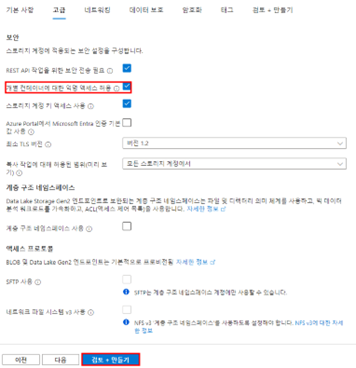 기본 사항 고급 네트워킹 데이터 보호 암호화 태그 검토 + 만들기
보안
스토리지 계정에 적용되는 보안 설정을 구성합니다.
REST API 작업을 위한 보안 전송 필요
개별 컨테이너에 대한 익명 액세스 허용
스토리지 계정 키 액세스 사용
Azure Portal에서 Microsoft Entra 인증 기본
값 사용
최소 TLS 버전 버전 1.2
복사 작업에 대해 허용된 범위(미리 보 모든 스토리지 계정에서
기)
계층 구조 네임스페이스
Data Lake Storage Gen2 엔드포인트로 보완되는 계층 구조 네임스페이스는 파일 및 디렉터리 의미 체계를 사용하고, 빅 데이터
분석 워크로드를 가속화하고, ACL(액세스 제어 목록)을 사용합니다. 자세한 정보
계층 구조 네임스페이스 사용
액세스 프로토콜
BLOB 및 Data Lake Gen2 엔드포인트는 기본적으로 프로비전됨 자세한 정보
SFTP 사용
SFTP는 계층 구조 네임스페이스 계정에만 사용할 수 있습니다.
네트워크 파일 시스템 v3 사용
NFS v3 '계층 구조 네임스페이스'를 사용하도록 설정해야 합니다. NFS v3에 대한 자세
한 정보
이전 다음 검토 + 만들기